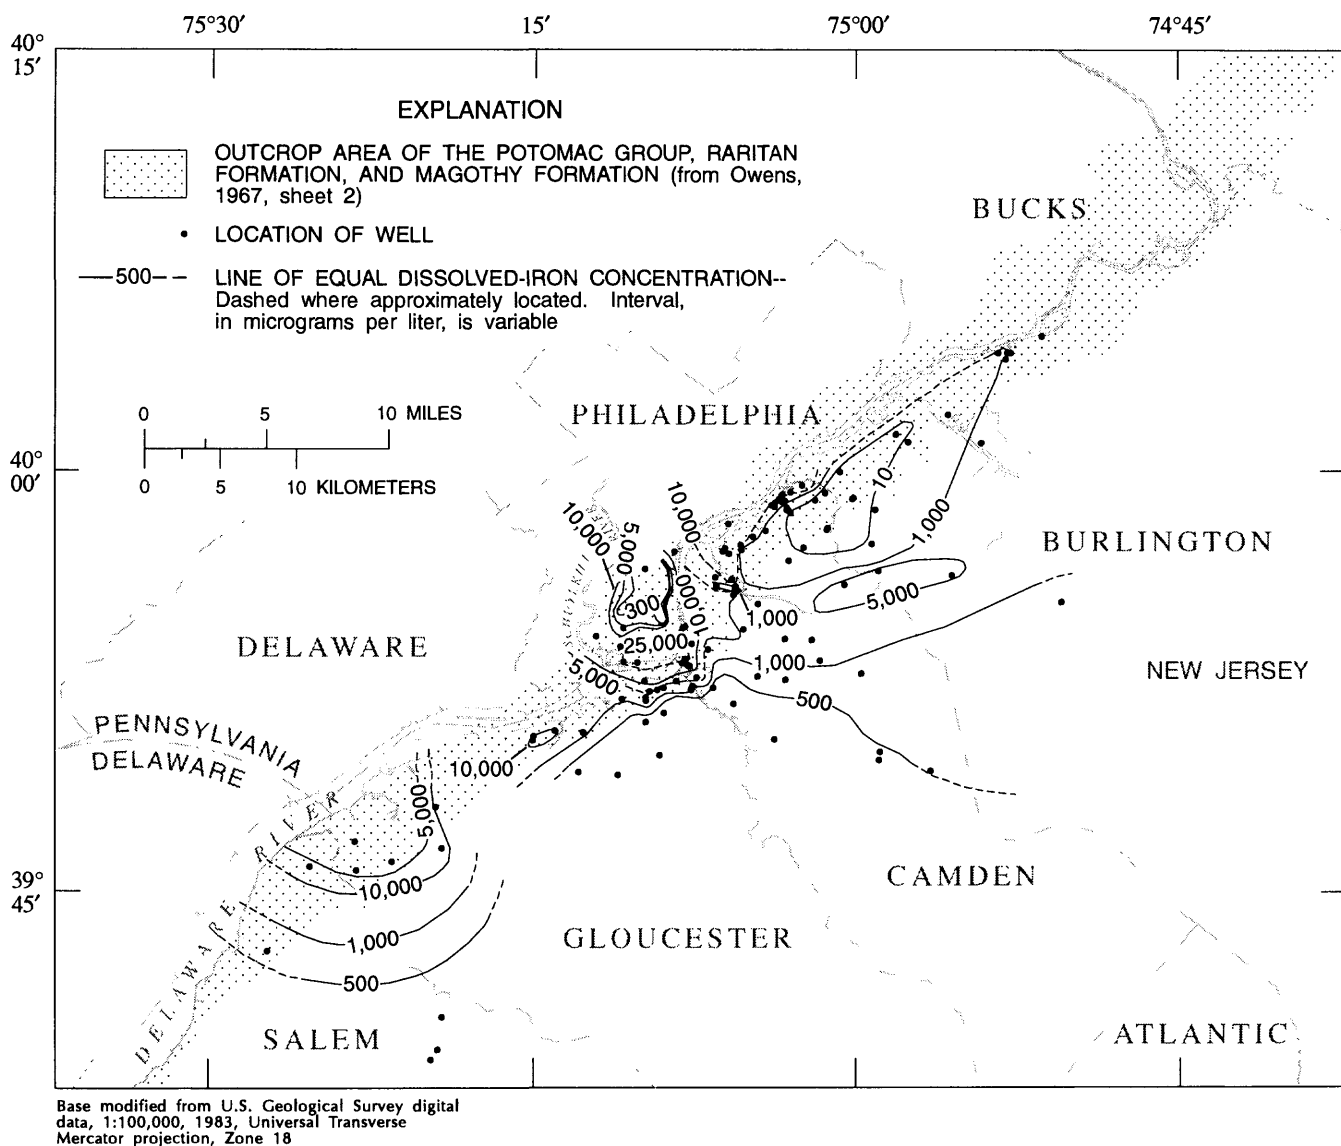 75°30′ 15′ 75°00′ 74°45′
40°
15′
EXPLANATION
OUTCROP AREA OF THE POTOMAC GROUP, RARITAN
FORMATION, AND MAGOTHY FORMATION (from Owens,
1967, sheet 2)
LOCATION OF WELL
500
LINE OF EQUAL DISSOLVED-IRON CONCENTRATION--
Dashed where approximately located. Interval,
in micrograms per liter, is variable
0 5 10 MILES
0 5 10 KILOMETERS
BUCKS
PHILADELPHIA
40°
00′
10
10,000
5,000
10,000
1,000
BURLINGTON
SCHUYLKILL RIVER
300
10,000
5,000
1,000
DELAWARE
25,000
1,000
5,000
NEW JERSEY
500
PENNSYLVANIA
DELAWARE
10,000
5,000
DELAWARE RIVER
10,000
CAMDEN
39°
45′
1,000
GLOUCESTER
500
SALEM
ATLANTIC
Base modified from U.S. Geological Survey digital
data, 1:100,000, 1983, Universal Transverse
Mercator projection, Zone 18